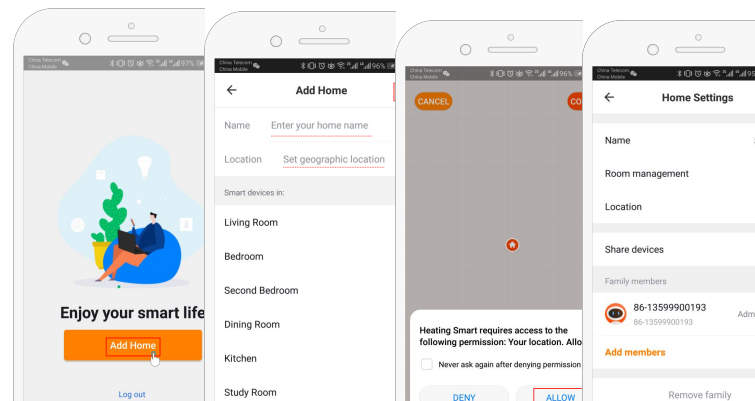 China Telecom
China Mobile
97%
Enjoy your smart life
Add Home
Log out
China Telecom
China Mobile
96%
Add Home
Name Enter your home name
Location Set geographic location
Smart devices in:
Living Room
Bedroom
Second Bedroom
Dining Room
Kitchen
Study Room
China Telecom
China Mobile
96%
CANCEL
CO
Heating Smart requires access to the
following permission: Your location. Allo
Never ask again after denying permission
DENY ALLOW
China Telecom
China Mobile
95
Home Settings
Name
Room management
Location
Share devices
Family members
86-13599900193
Adm
86-13599900193
Add members
Remove family